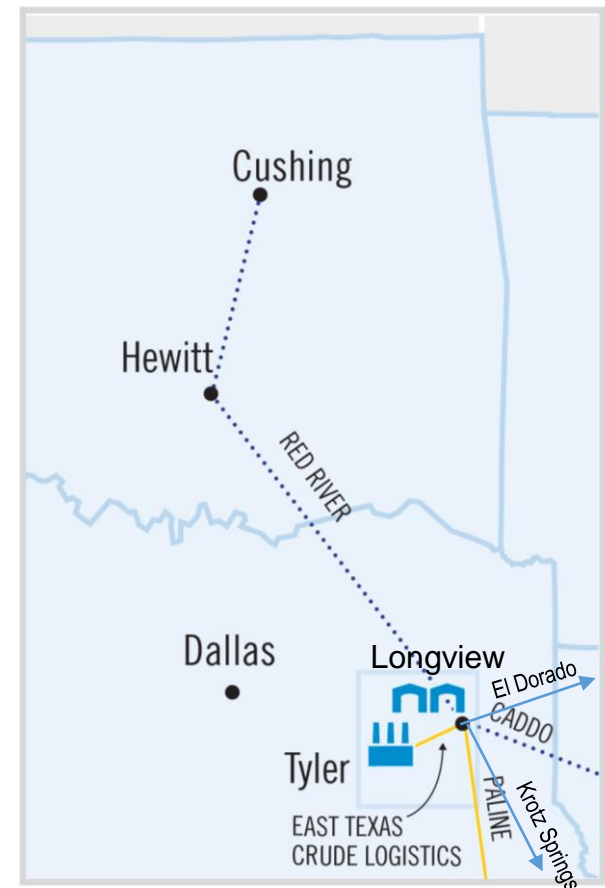 Cushing
Hewitt
RED RIVER
Dallas
Longview
El Dorado
CADDO
Tyler
PALINE
Krotz Springs
EAST TEXAS
CRUDE LOGISTICS